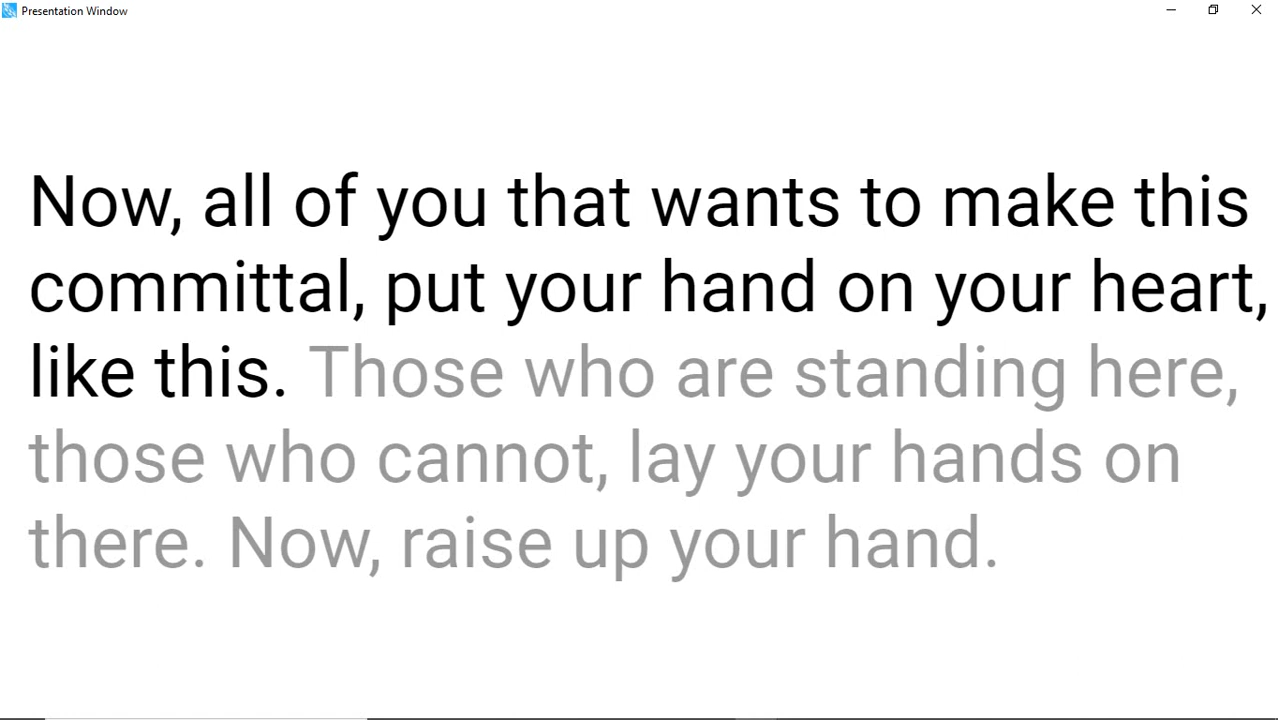 Presentation Window
Now, all of you that wants to make this
committal, put your hand on your heart,
like this. Those who are standing here,
those who cannot, lay your hands on
there. Now, raise up your hand.